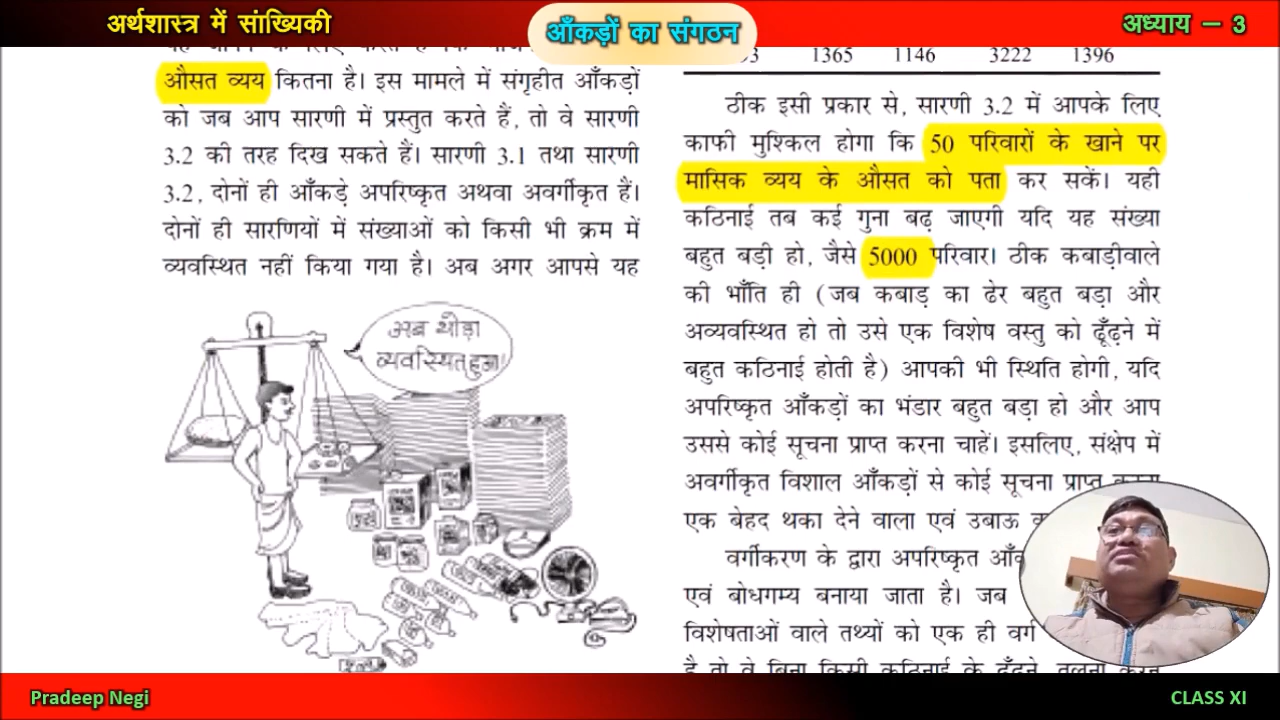 अर्थशास्त्र में सांख्यिकी
आँकड़ों का संगठन
अध्याय – 3
औसत व्यय कितना है। इस मामले में संगृहीत आँकड़ों
को जब आप सारणी में प्रस्तुत करते हैं, तो वे सारणी
3.2 की तरह दिख सकते हैं। सारणी 3.1 तथा सारणी
3.2, दोनों ही आँकड़े अपरिष्कृत अथवा अवर्गीकृत हैं।
दोनों ही सारणियों में संख्याओं को किसी भी क्रम में
व्यवस्थित नहीं किया गया है। अब अगर आपसे यह
अब थोड़ा
व्यवस्थित हुआ!
1365 1146 3222 1396
ठीक इसी प्रकार से, सारणी 3.2 में आपके लिए
काफी मुश्किल होगा कि 50 परिवारों के खाने पर
मासिक व्यय के औसत को पता कर सकें। यही
कठिनाई तब कई गुना बढ़ जाएगी यदि यह संख्या
बहुत बड़ी हो, जैसे 5000 परिवार। ठीक कबाड़ीवाले
की भाँति ही (जब कबाड़ का ढेर बहुत बड़ा और
अव्यवस्थित हो तो उसे एक विशेष वस्तु को ढूँढ़ने में
बहुत कठिनाई होती है) आपकी भी स्थिति होगी, यदि
अपरिष्कृत आँकड़ों का भंडार बहुत बड़ा हो और आप
उससे कोई सूचना प्राप्त करना चाहें। इसलिए, संक्षेप में
अवर्गीकृत विशाल आँकड़ों से कोई सूचना प्राप्त करना
एक बेहद थका देने वाला एवं उबाऊ
वर्गीकरण के द्वारा अपरिष्कृत
एवं बोधगम्य बनाया जाता है। जब
विशेषताओं वाले तथ्यों को एक ही वर्ग
है तो वे बिना किसी कठिनाई के ढूँढने, तुलना करने
Pradeep Negi
CLASS XI